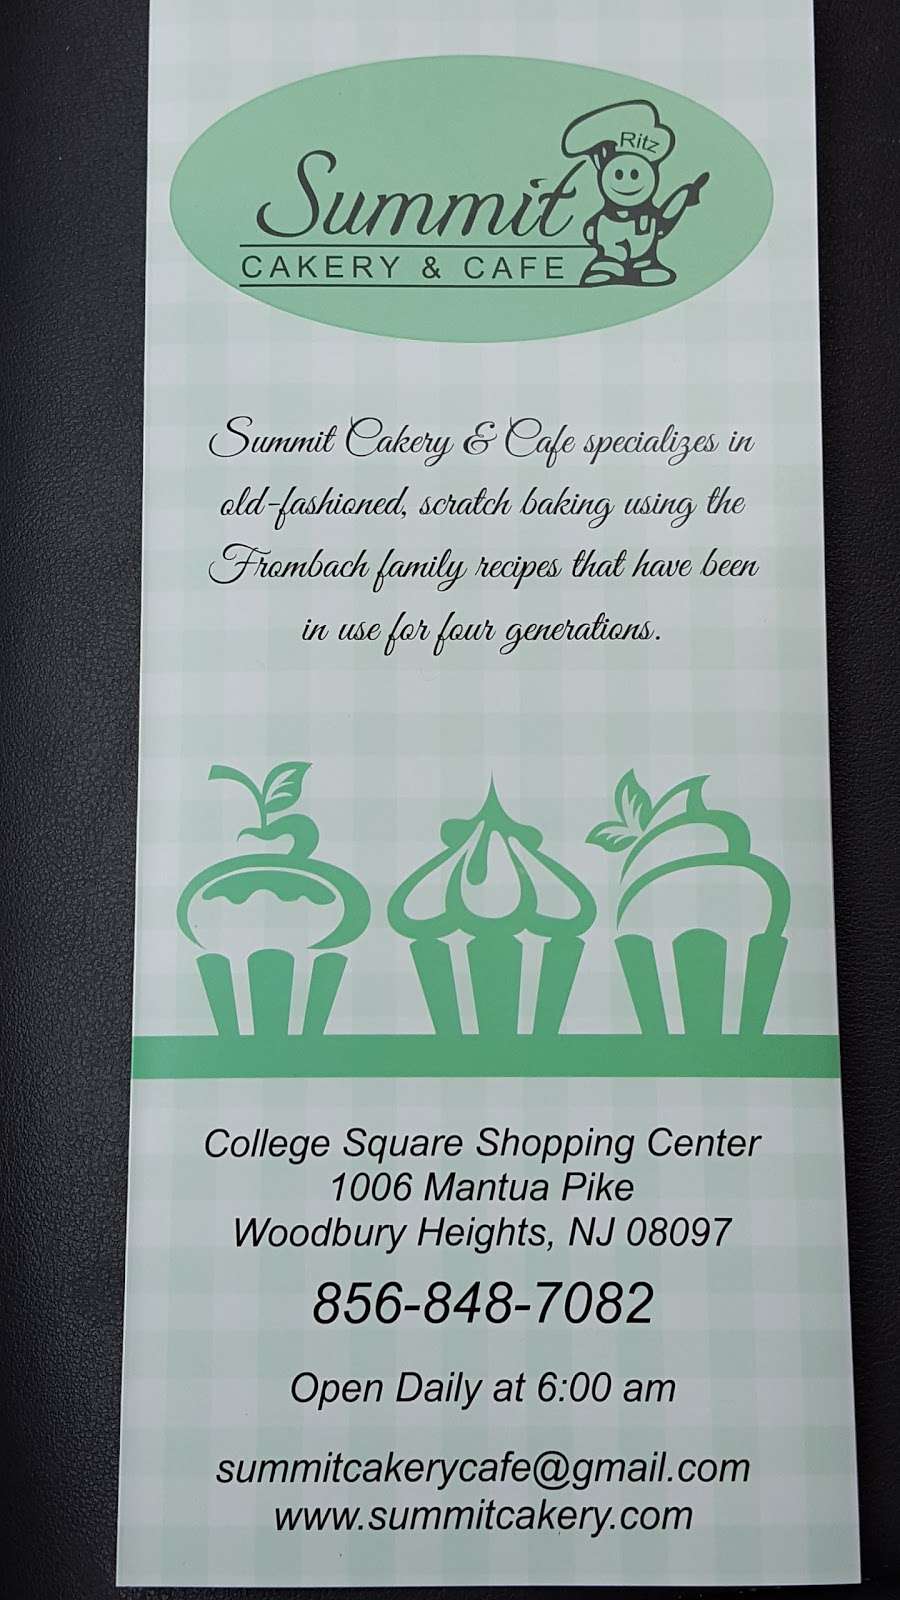 Ritz
Summit
CAKERY & CAFE
Summit Cakery & Cafe specializes in
old-fashioned, scratch baking using the
Frombach family recipes that have been
in use for four generations.
College Square Shopping Center
1006 Mantua Pike
Woodbury Heights, NJ 08097
856-848-7082
Open Daily at 6:00 am
summitcakerycafe@gmail.com
www.summitcakery.com